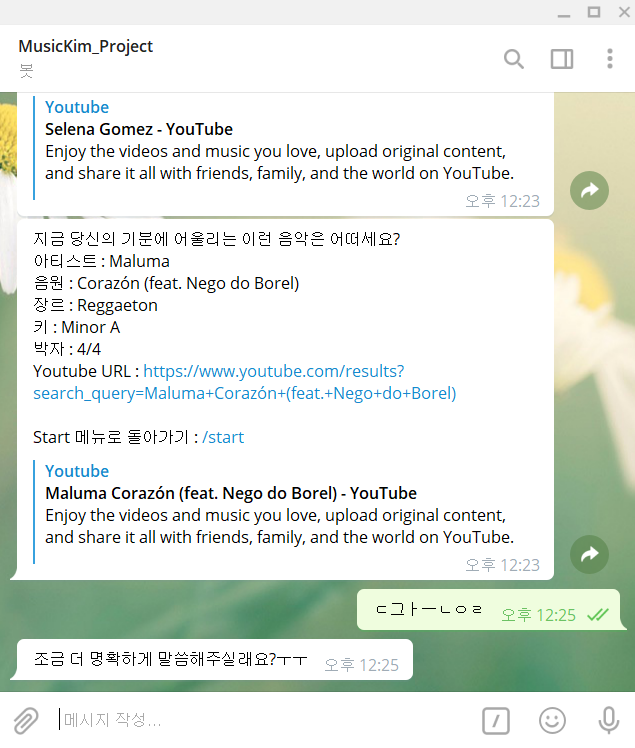 MusicKim_Project
봇
Youtube
Selena Gomez - YouTube
Enjoy the videos and music you love, upload original content,
and share it all with friends, family, and the world on YouTube.
오후 12:23
지금 당신의 기분에 어울리는 이런 음악은 어떠세요?
아티스트 : Maluma
음원 : Corazón (feat. Nego do Borel)
장르 : Reggaeton
키 : Minor A
박자 : 4/4
Youtube URL : https://www.youtube.com/results?
search_query=Maluma+Corazón+(feat.+Nego+do+Borel)
Start 메뉴로 돌아가기 : /start
Youtube
Maluma Corazón (feat. Nego do Borel) - YouTube
Enjoy the videos and music you love, upload original content,
and share it all with friends, family, and the world on YouTube.
오후 12:23
ㄷ그ㅏㅡㄴㅇㄹ 오후 12:25
조금 더 명확하게 말씀해주실래요?ㅜㅜ 오후 12:25
메시지 작성...